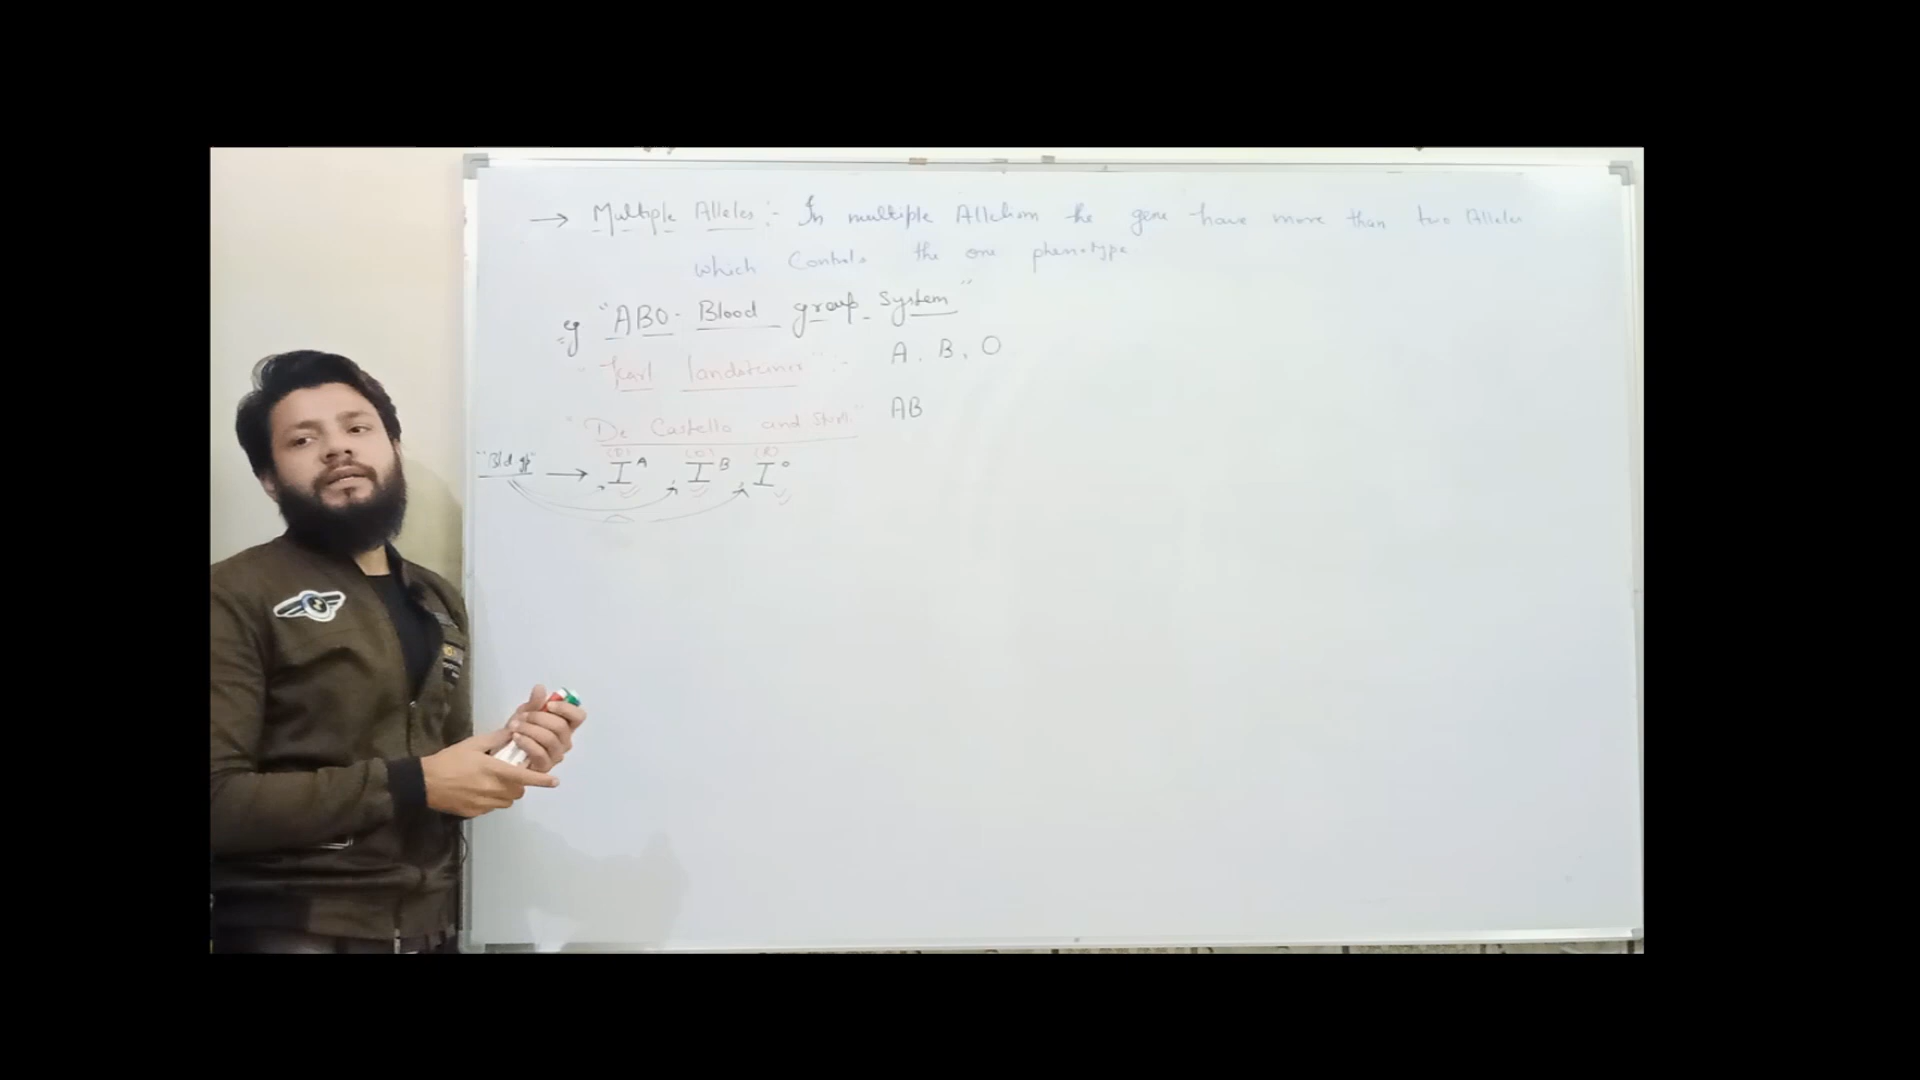 → Multiple Alleles :- In multiple Allelism the gene have more than two Alleles
which Controls the one phenotype.
eg "ABO- Blood group system"
"Karl landsteiner" :- A, B, O
"De Castello and Sturli" AB
(D) (D) (R)
"Bld gp" → I^A, I^B, I^o